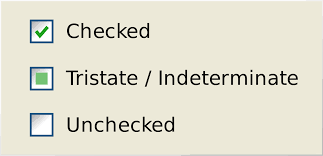 Checked
Tristate / Indeterminate
Unchecked